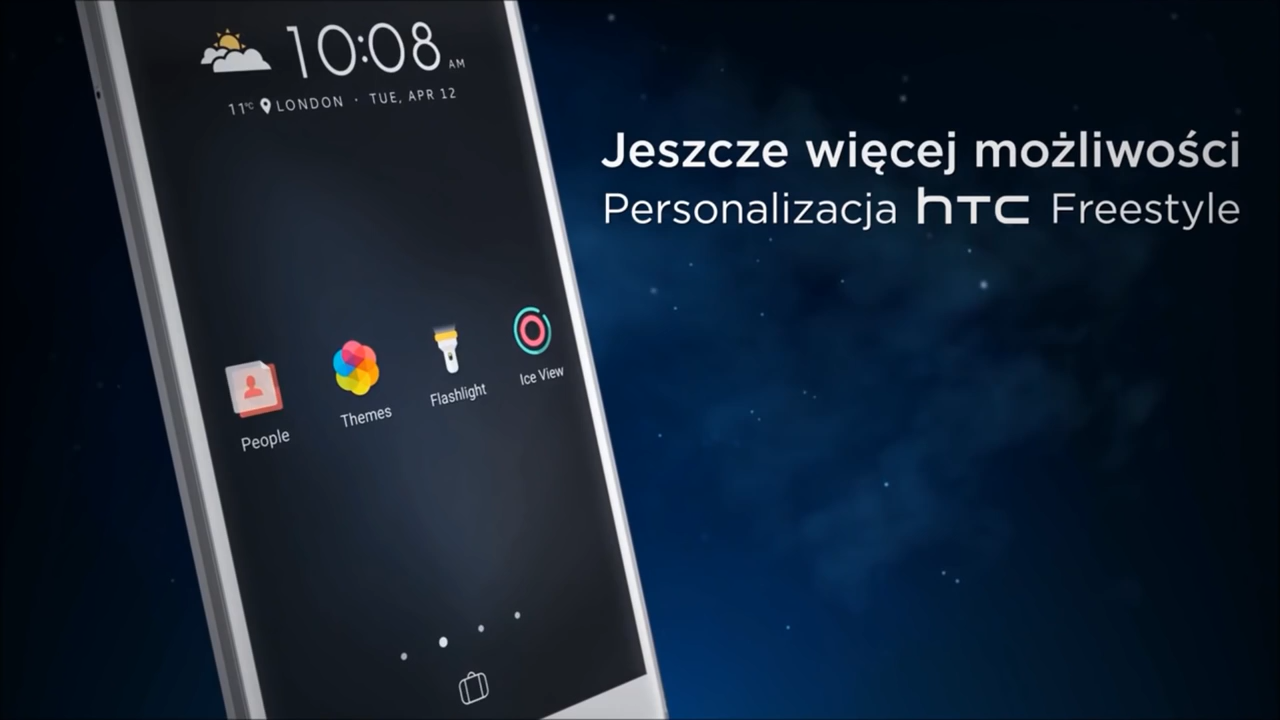 10:08 AM
11°C LONDON · TUE, APR 12
Jeszcze więcej możliwości
Personalizacja hTC Freestyle
People
Themes
Flashlight
Ice View